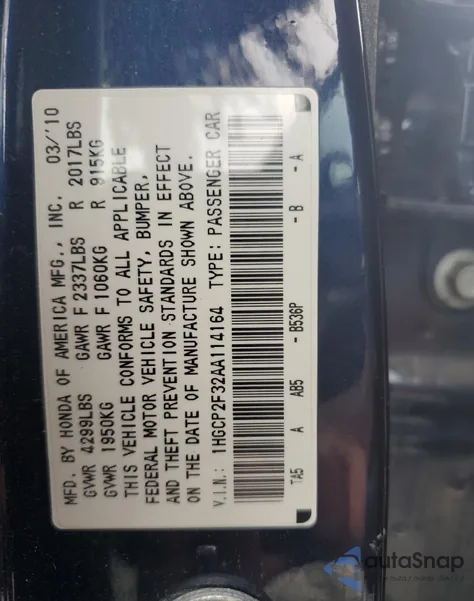 MFD. BY HONDA OF AMERICA MFG., INC. 03/'10
GVWR 4299LBS GAWR F 2337LBS R 2017LBS
GVWR 1950KG GAWR F 1060KG R 915KG
THIS VEHICLE CONFORMS TO ALL APPLICABLE
FEDERAL MOTOR VEHICLE SAFETY, BUMPER,
AND THEFT PREVENTION STANDARDS IN EFFECT
ON THE DATE OF MANUFACTURE SHOWN ABOVE.
V.I.N.: 1HGCP2F32AA114164 TYPE: PASSENGER CAR
TA5 A AB5 - B536P - B - A
autaSnap